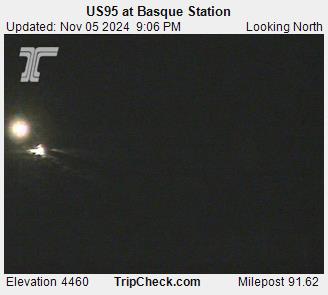 US95 at Basque Station
Updated: Nov 05 2024 9:06 PM Looking North
Elevation 4460 TripCheck.com Milepost 91.62